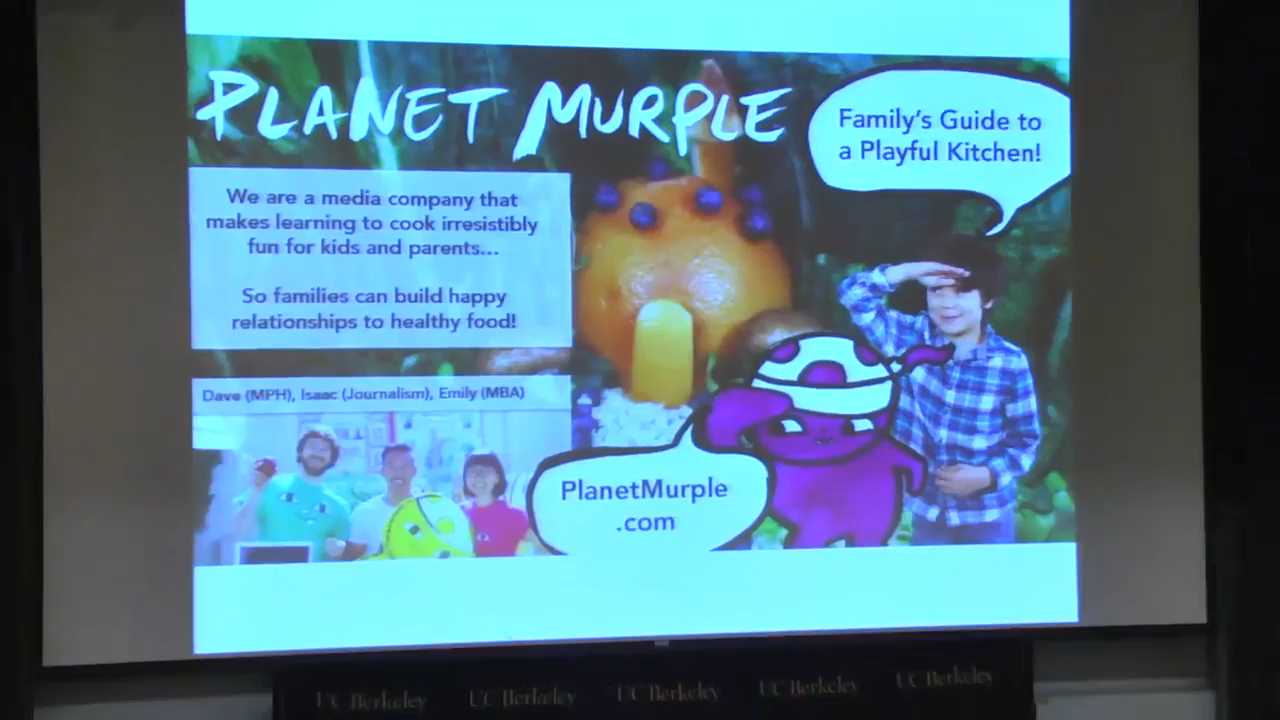 PLANET MURPLE
Family's Guide to
a Playful Kitchen!
We are a media company that
makes learning to cook irresistibly
fun for kids and parents...
So families can build happy
relationships to healthy food!
Dave (MPH), Isaac (Journalism), Emily (MBA)
PlanetMurple
.com
UC Berkeley UC Berkeley UC Berkeley UC Berkeley UC Berkeley